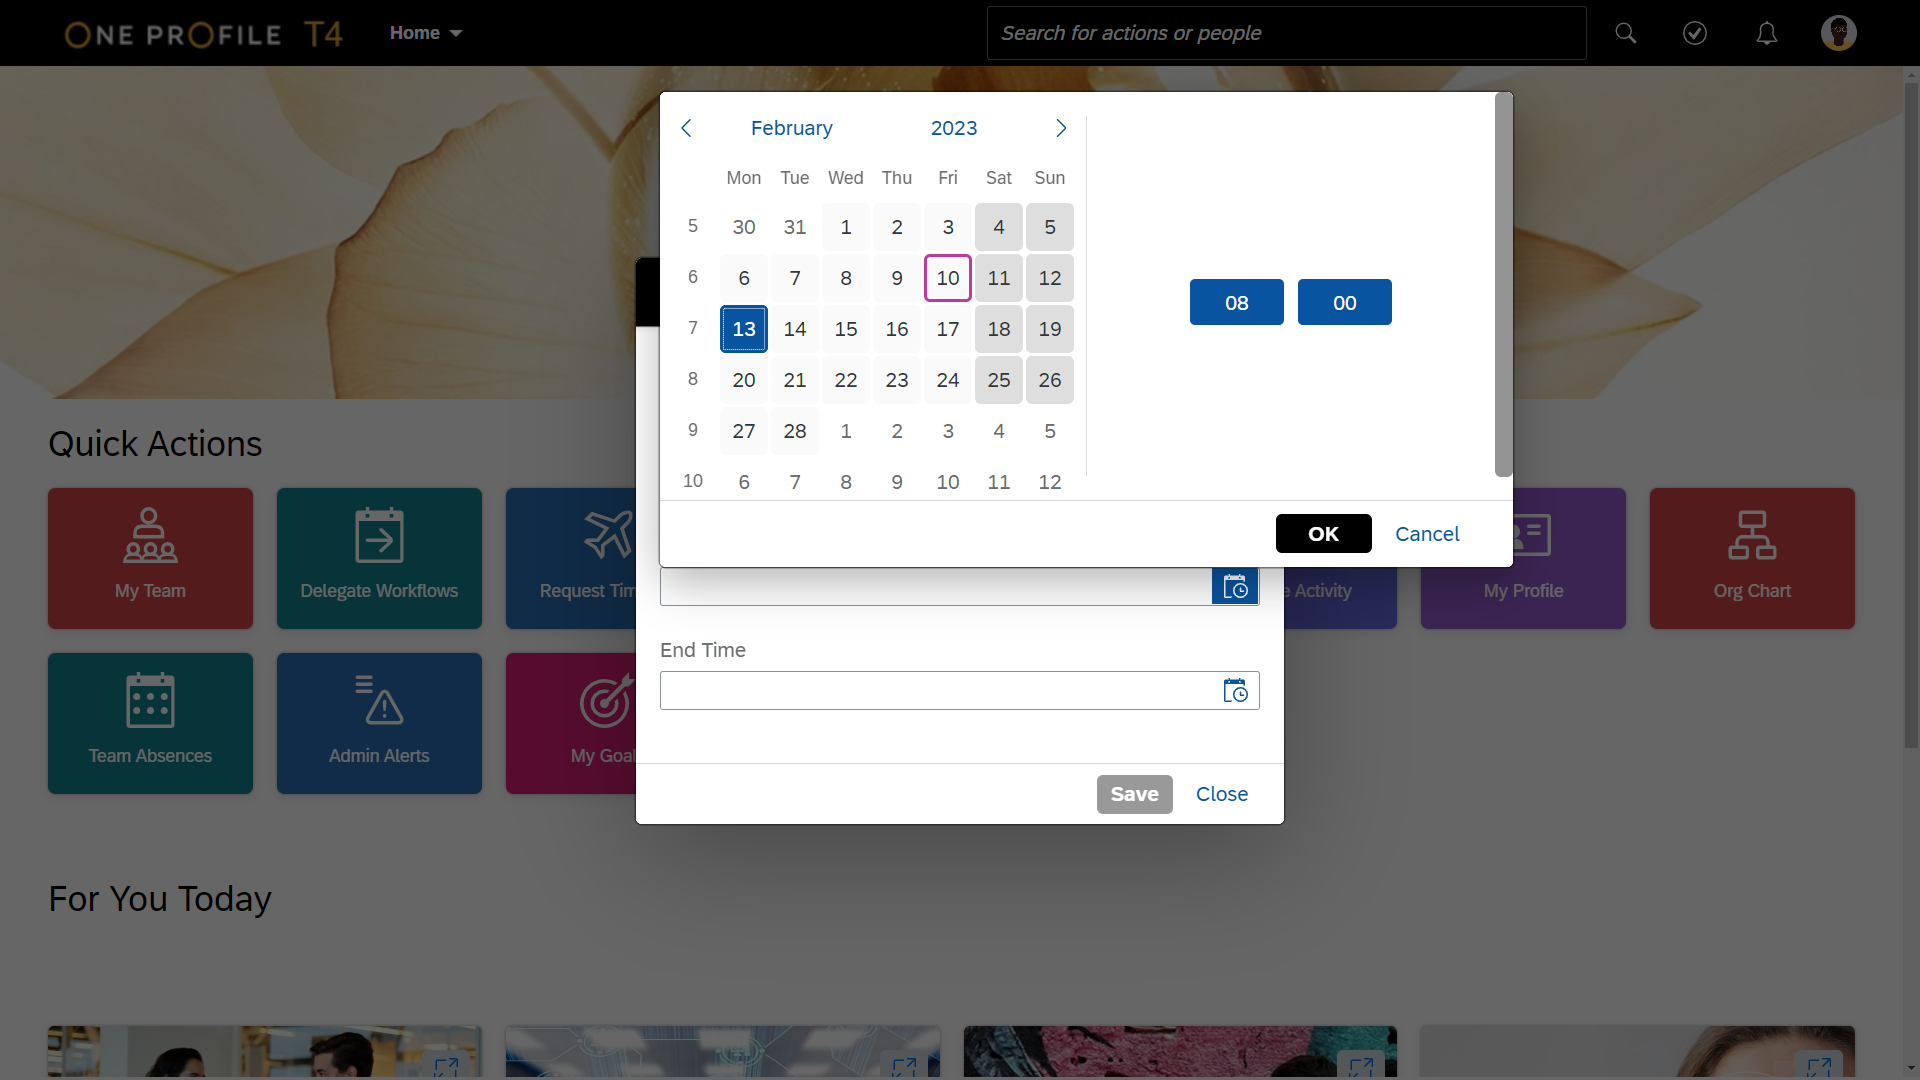 ONE PROFILE T4
Home
Search for actions or people
February 2023
Mon Tue Wed Thu Fri Sat Sun
5 30 31 1 2 3 4 5
6 6 7 8 9 10 11 12
7 13 14 15 16 17 18 19
8 20 21 22 23 24 25 26
9 27 28 1 2 3 4 5
10 6 7 8 9 10 11 12
08 00
OK Cancel
Quick Actions
My Team
Delegate Workflows
Request Tim
e Activity
My Profile
Org Chart
End Time
Team Absences
Admin Alerts
My Goal
Save Close
For You Today